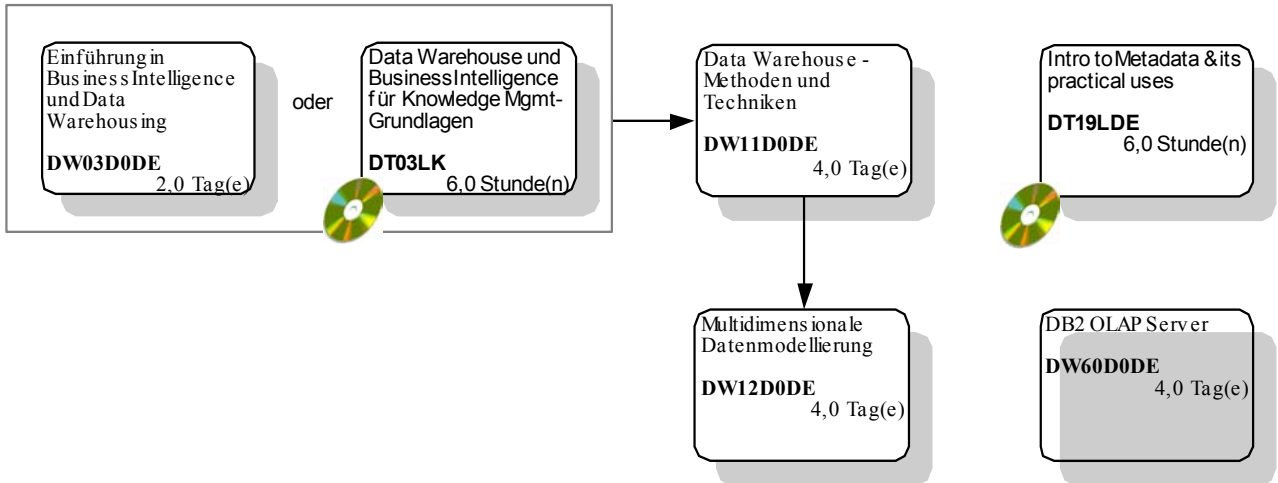 Einführung in
Business Intelligence
und Data
Warehousing
DW03D0DE
2,0 Tag(e)
oder
Data Warehouse und
Business Intelligence
für Knowledge Mgmt-
Grundlagen
DT03LK
6,0 Stunde(n)
Data Warehouse -
Methoden und
Techniken
DW11D0DE
4,0 Tag(e)
Intro to Metadata & its
practical uses
DT19LDE
6,0 Stunde(n)
Multidimensionale
Datenmodellierung
DW12D0DE
4,0 Tag(e)
DB2 OLAP Server
DW60D0DE
4,0 Tag(e)